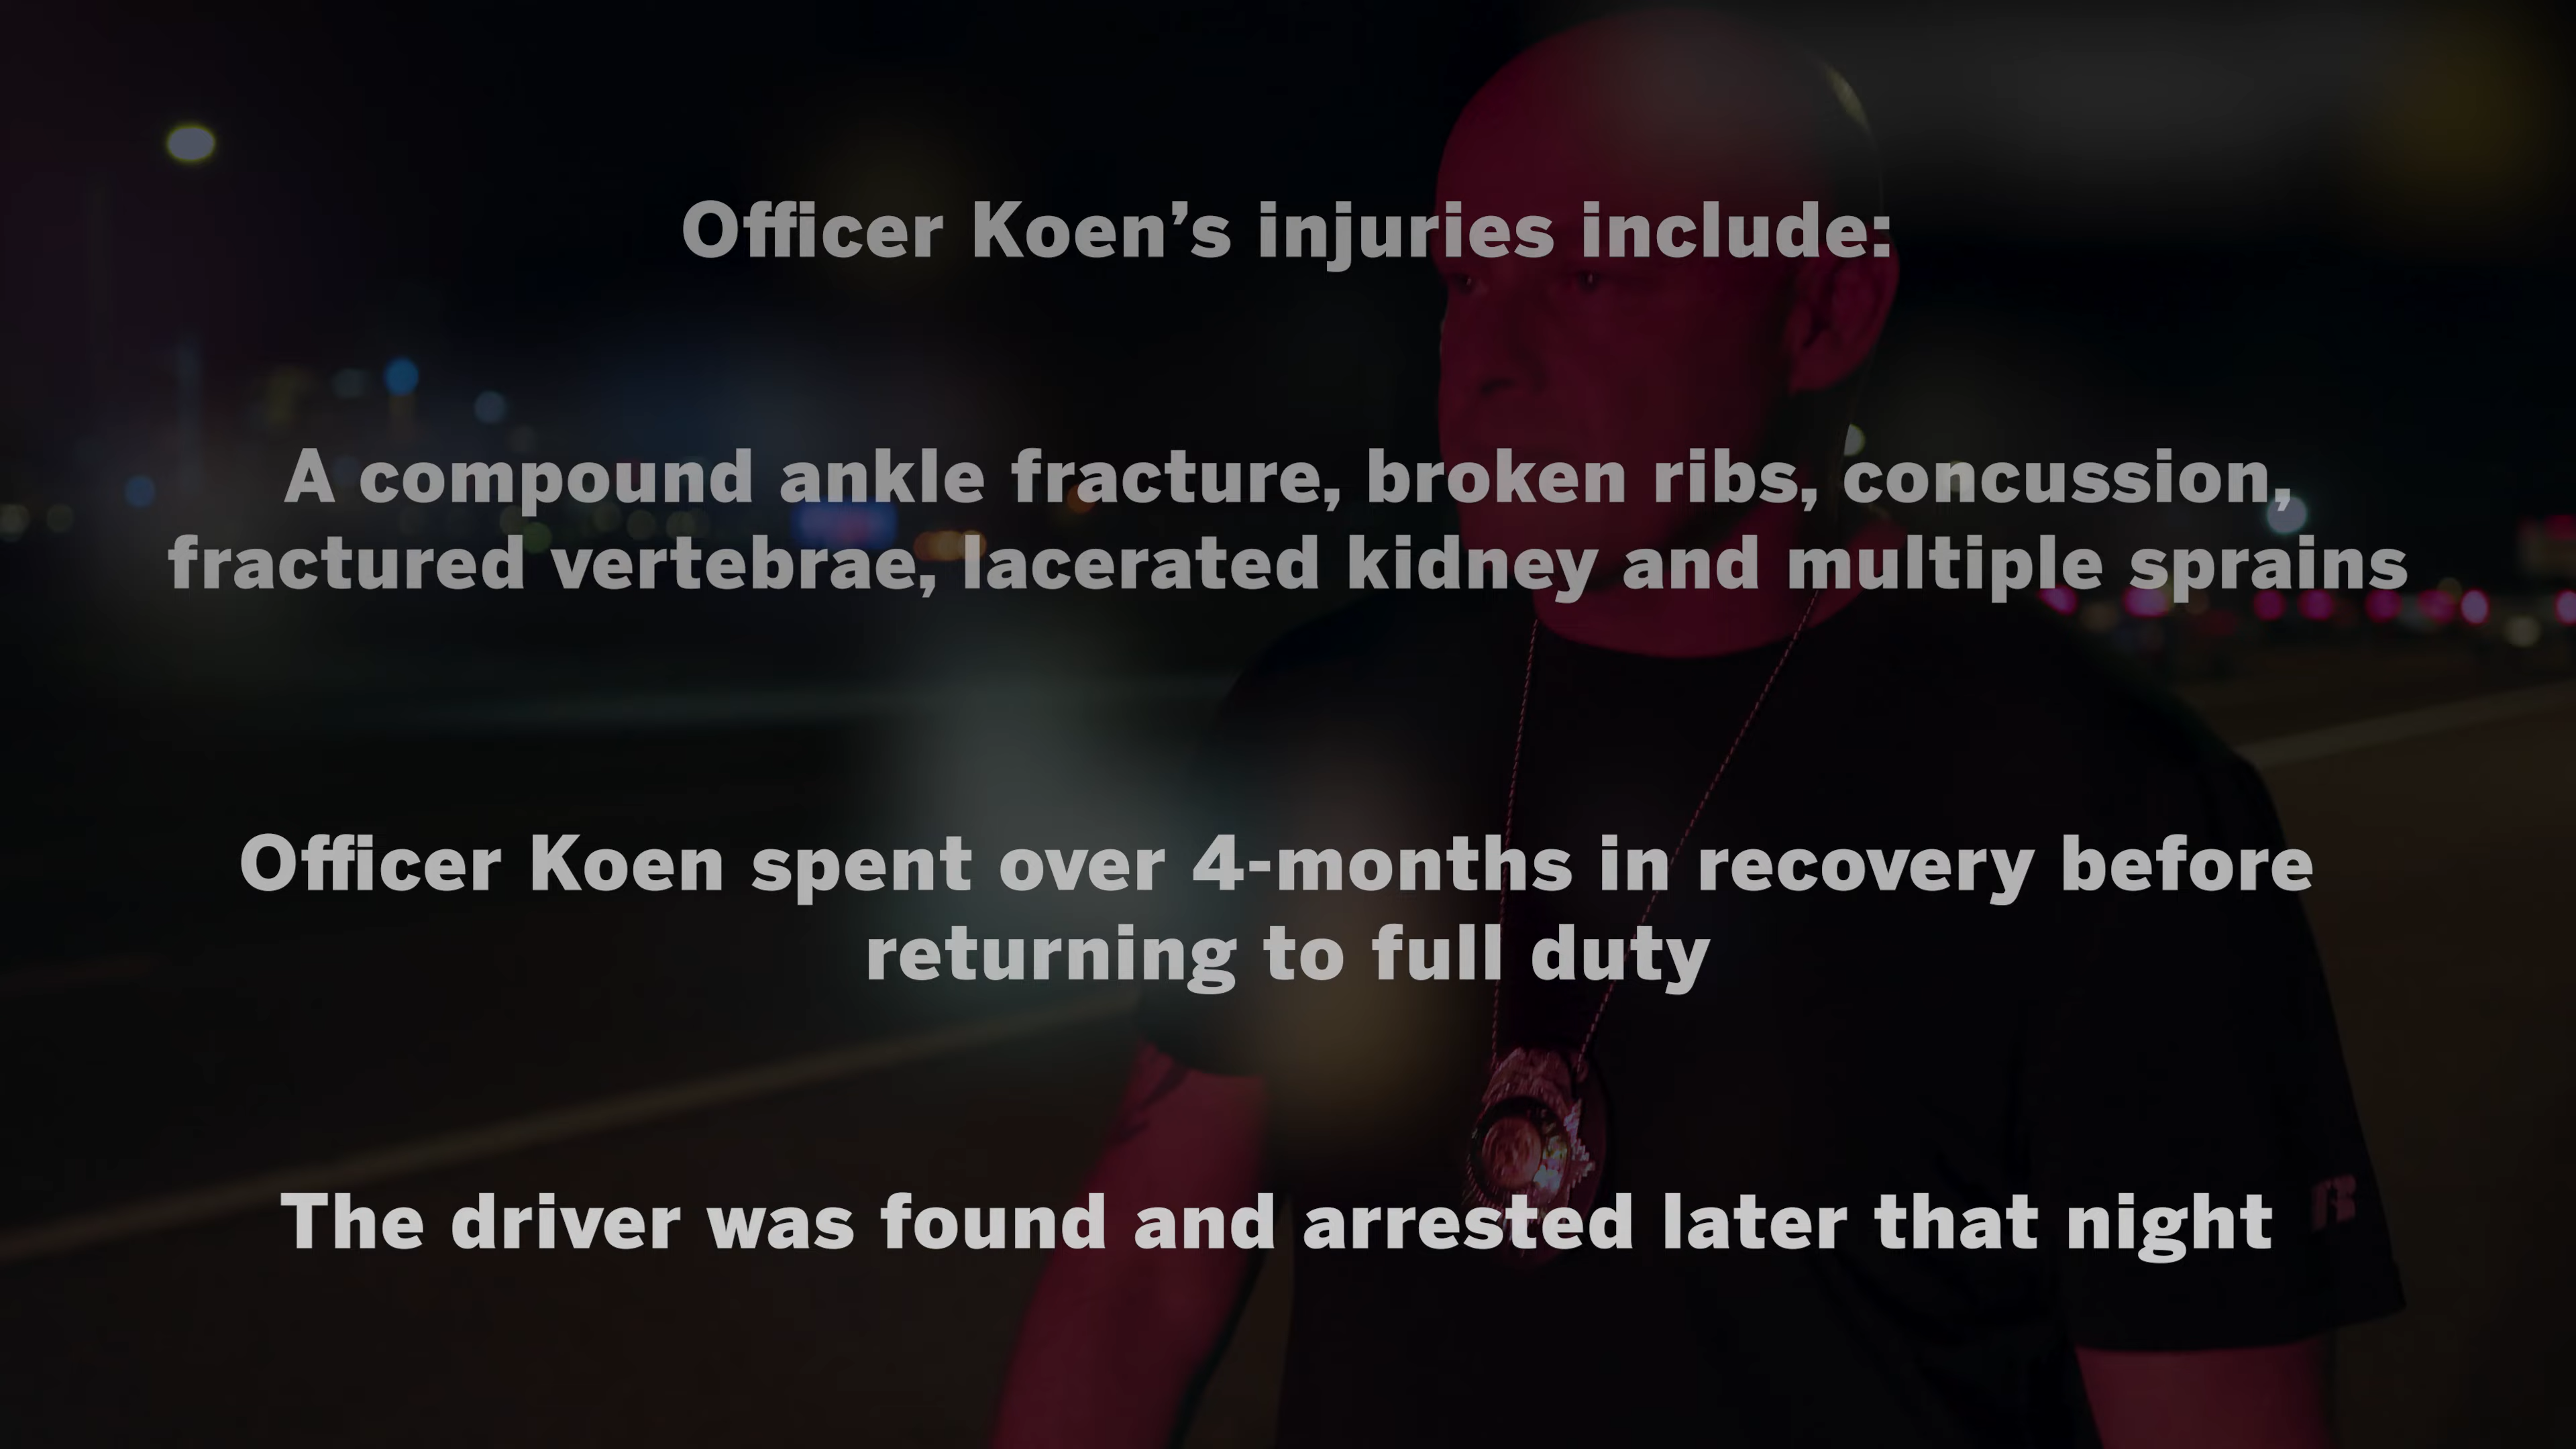 Officer Koen’s injuries include:
A compound ankle fracture, broken ribs, concussion,
fractured vertebrae, lacerated kidney and multiple sprains
Officer Koen spent over 4-months in recovery before
returning to full duty
The driver was found and arrested later that night